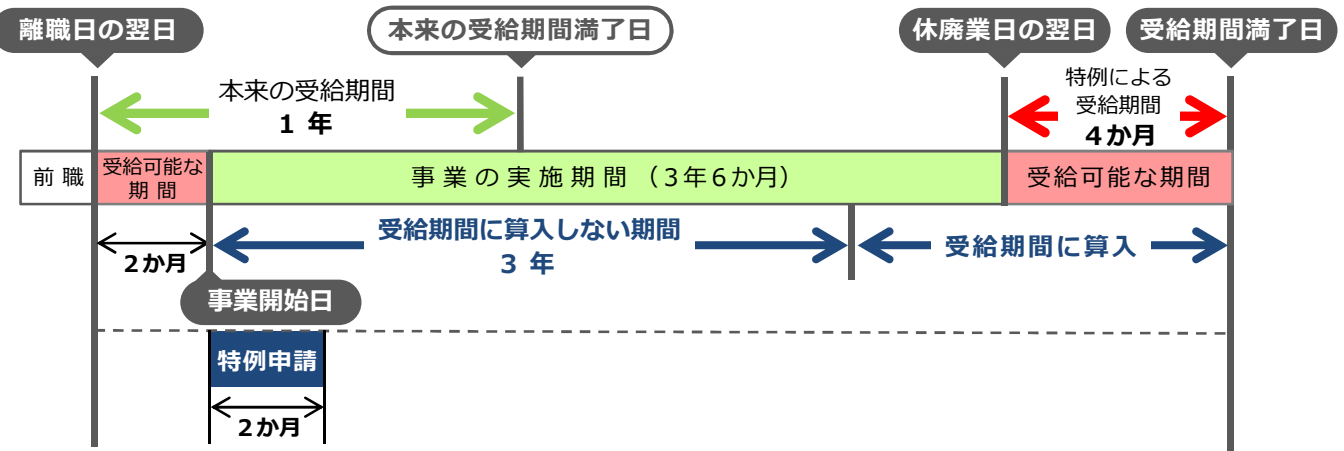 離職日の翌日
本来の受給期間満了日
休廃業日の翌日
受給期間満了日
本来の受給期間
1 年
特例による
受給期間
4か月
前職
受給可能な
期間
事業の実施期間（3年6か月）
受給可能な期間
2か月
受給期間に算入しない期間
3 年
受給期間に算入
事業開始日
特例申請
2か月